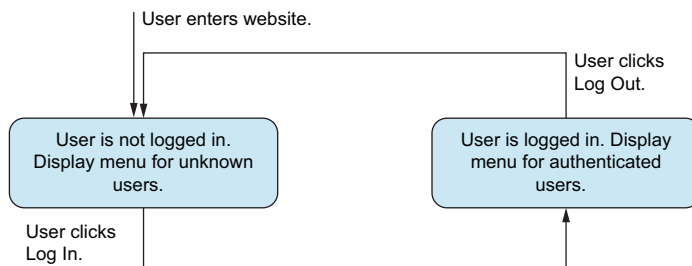 User enters website.
User clicks
Log Out.
User is not logged in.
Display menu for unknown
users.
User is logged in. Display
menu for authenticated
users.
User clicks
Log In.